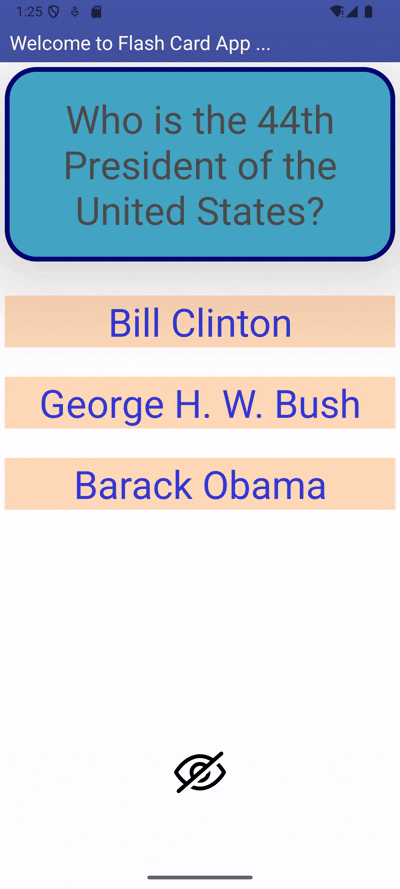 1:25
Welcome to Flash Card App ...
Who is the 44th
President of the
United States?
Bill Clinton
George H. W. Bush
Barack Obama